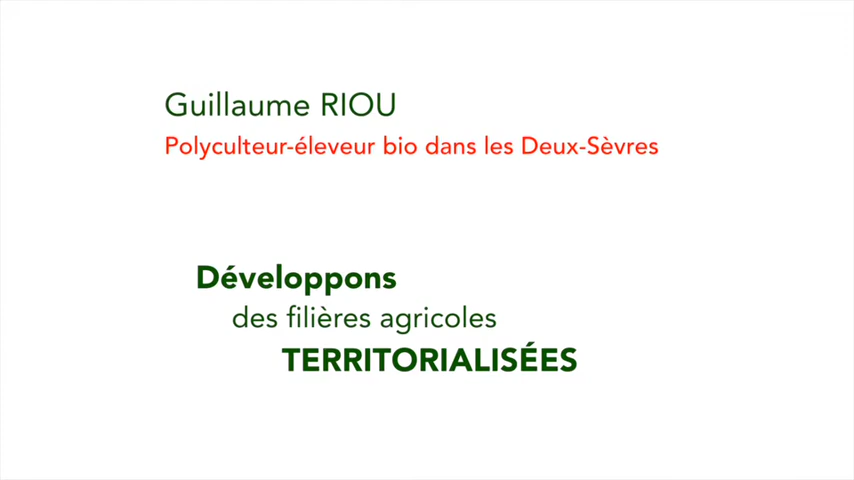 Guillaume RIOU
Polyculteur-éleveur bio dans les Deux-Sèvres
Développons
des filières agricoles
TERRITORIALISÉES